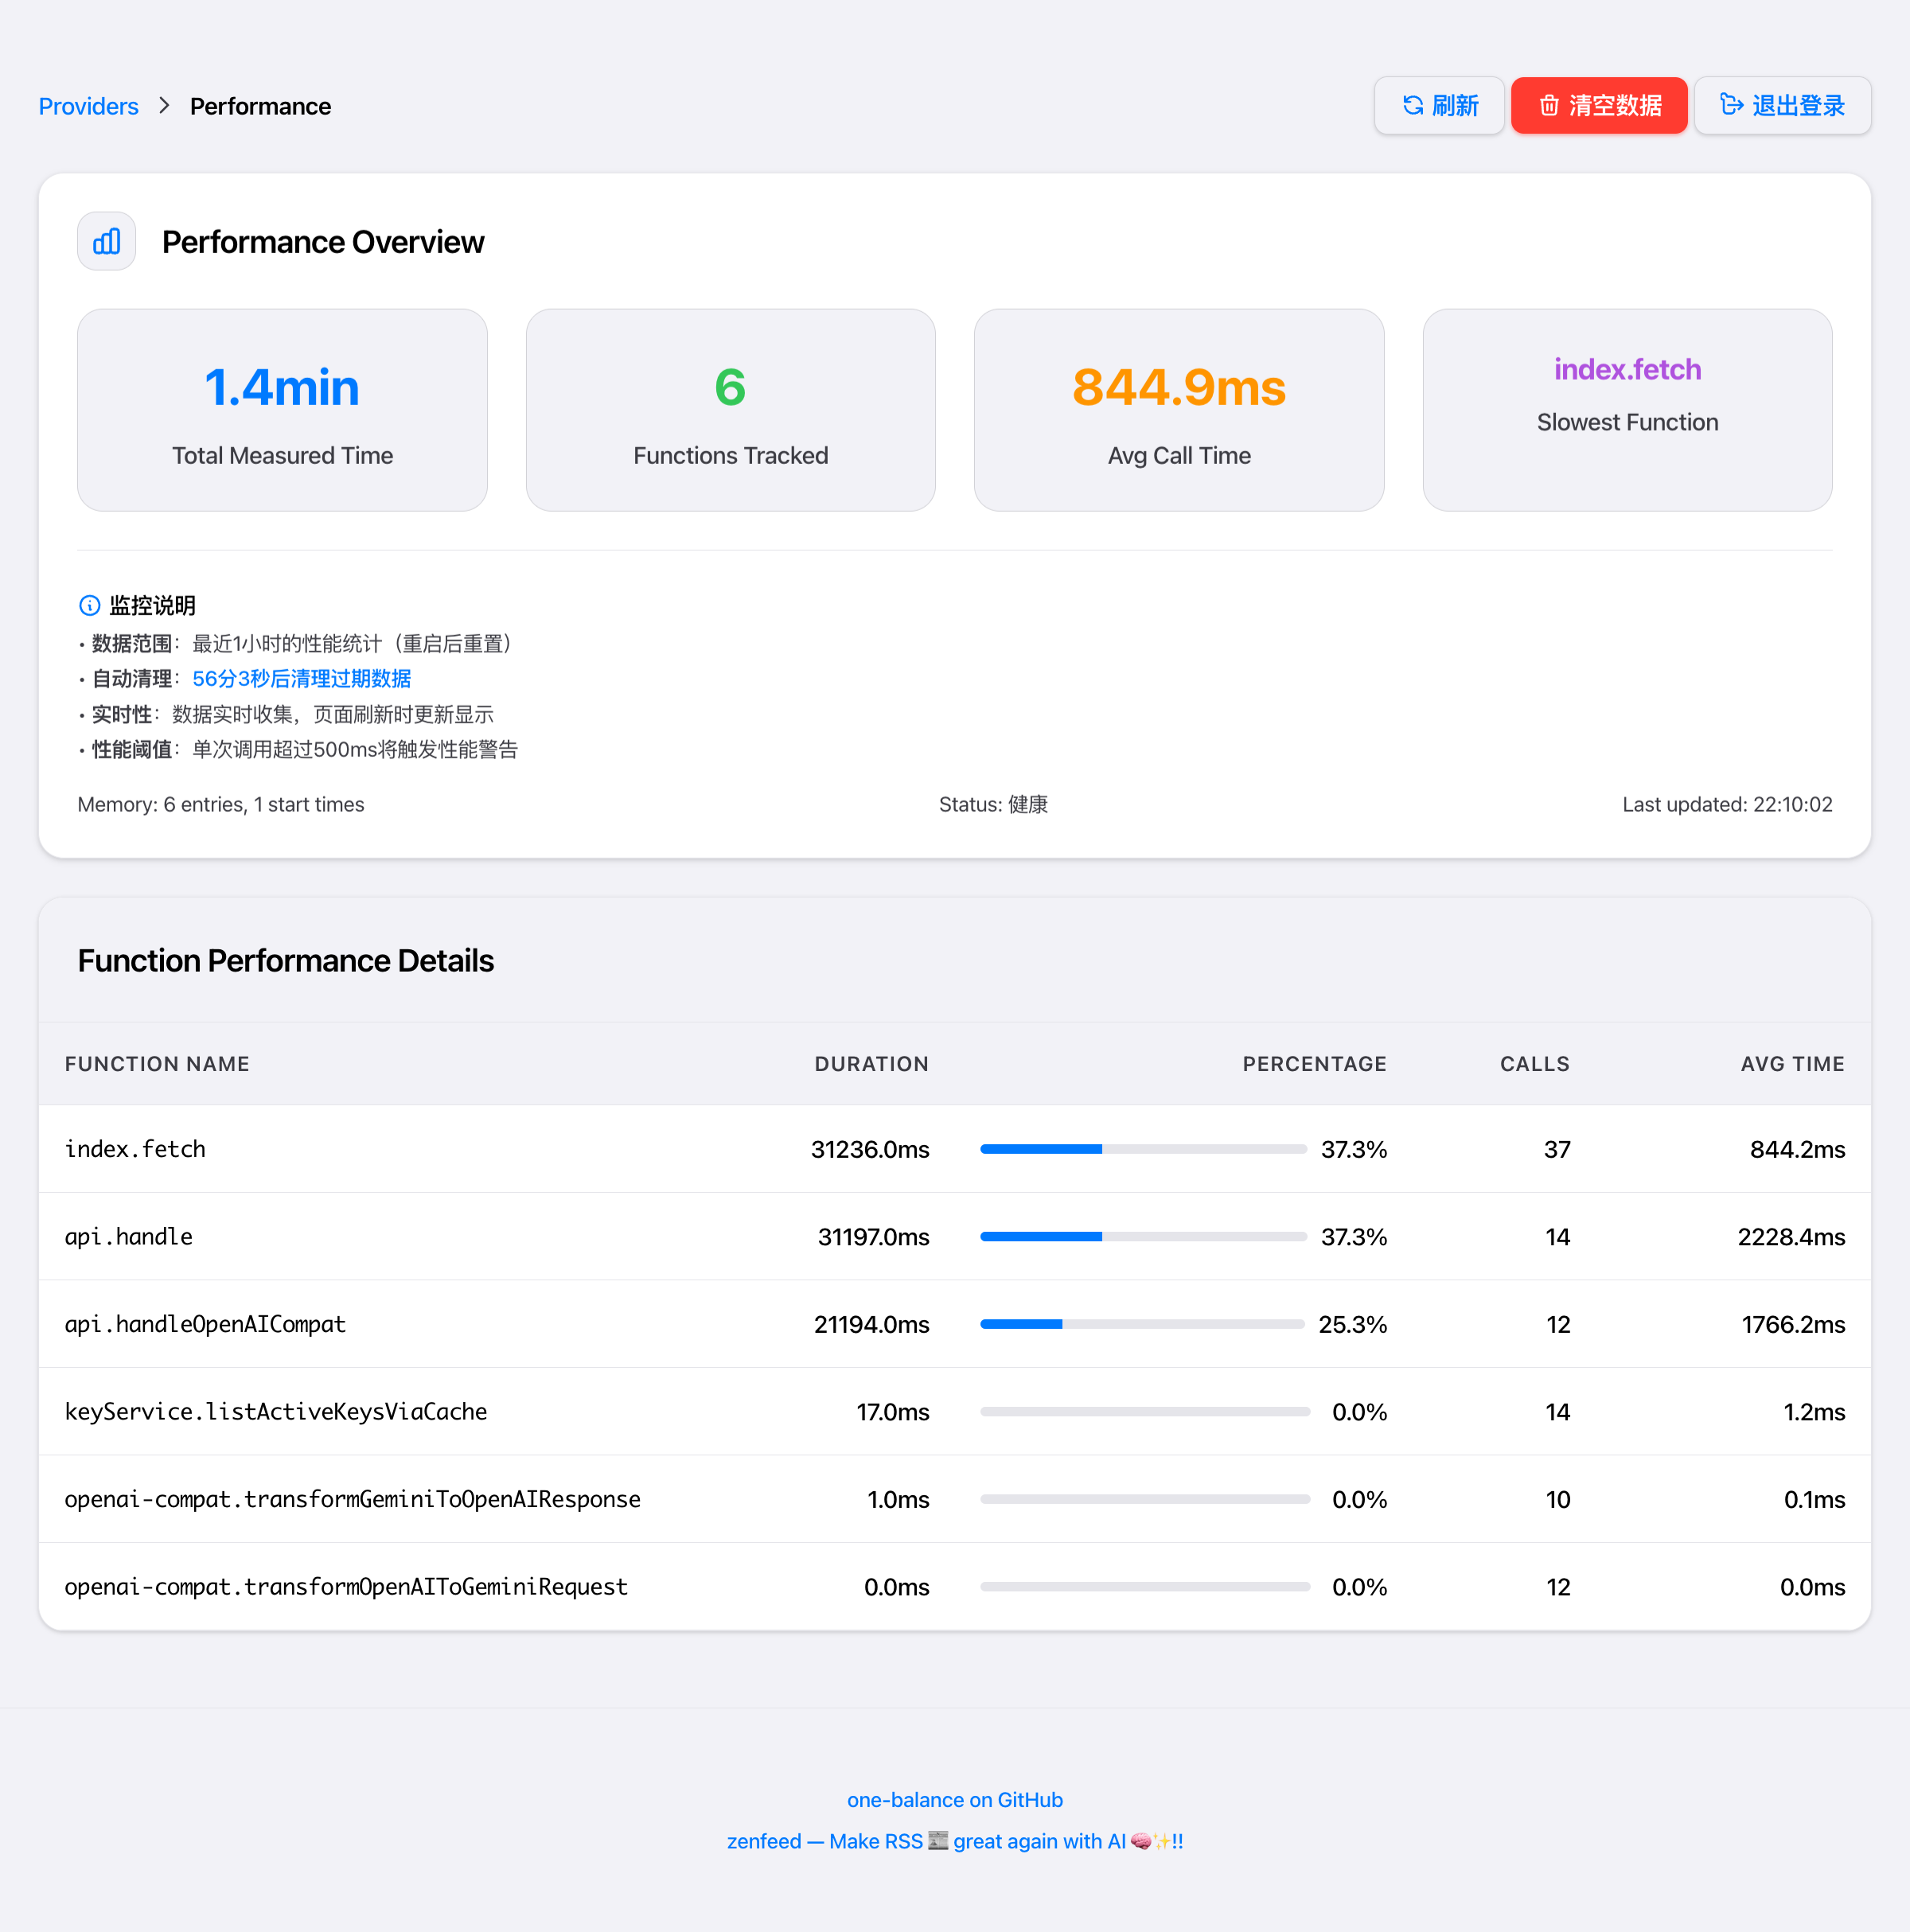 Providers > Performance
刷新 清空数据 退出登录
Performance Overview
1.4min 6 844.9ms index.fetch
Total Measured Time Functions Tracked Avg Call Time Slowest Function
监控说明
• 数据范围：最近1小时的性能统计（重启后重置）
• 自动清理：56分3秒后清理过期数据
• 实时性：数据实时收集，页面刷新时更新显示
• 性能阈值：单次调用超过500ms将触发性能警告
Memory: 6 entries, 1 start times Status: 健康 Last updated: 22:10:02
Function Performance Details
FUNCTION NAME DURATION PERCENTAGE CALLS AVG TIME
index.fetch 31236.0ms 37.3% 37 844.2ms
api.handle 31197.0ms 37.3% 14 2228.4ms
api.handleOpenAICompat 21194.0ms 25.3% 12 1766.2ms
keyService.listActiveKeysViaCache 17.0ms 0.0% 14 1.2ms
openai-compat.transformGeminiToOpenAIResponse 1.0ms 0.0% 10 0.1ms
openai-compat.transformOpenAIToGeminiRequest 0.0ms 0.0% 12 0.0ms
one-balance on GitHub
zenfeed — Make RSS 📰 great again with AI 🧠✨!!